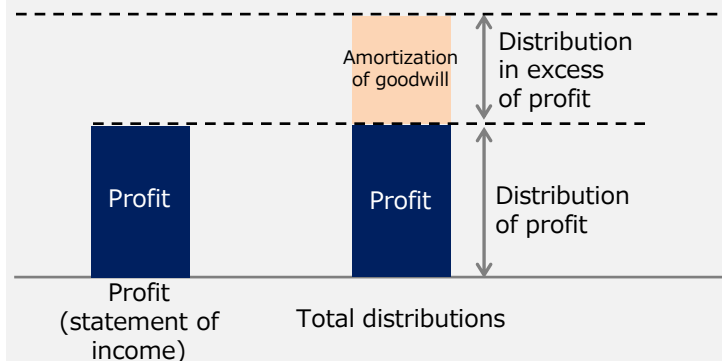 Amortization
of goodwill
Distribution
in excess
of profit
Profit
Profit
Distribution
of profit
Profit
(statement of
income)
Total distributions